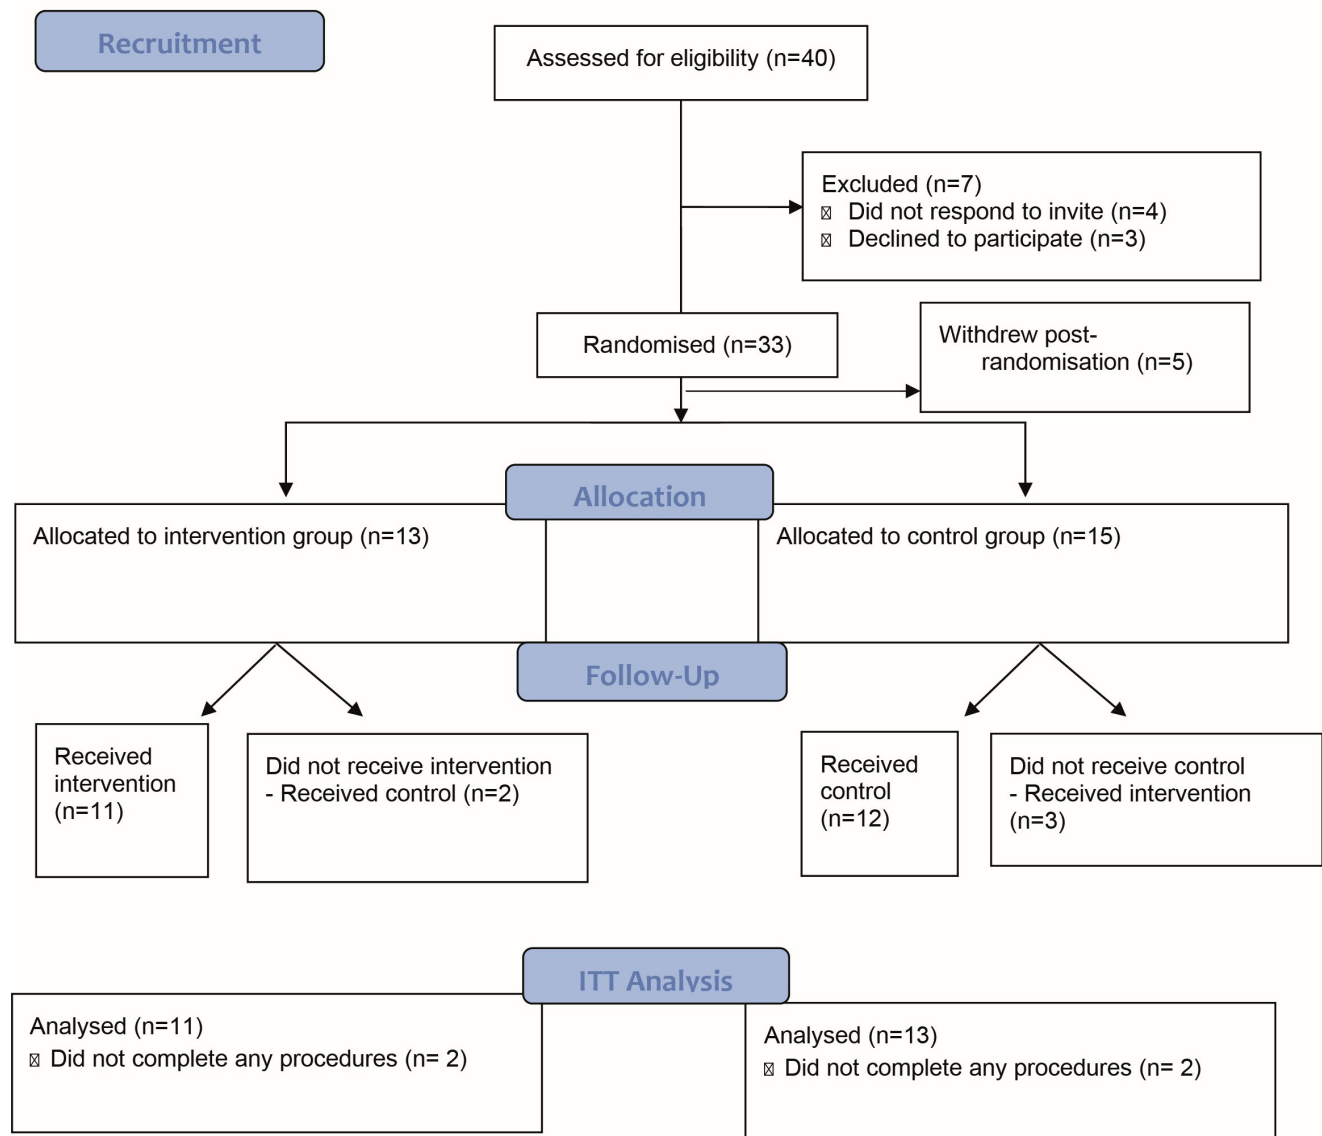 Recruitment
Assessed for eligibility (n=40)
Excluded (n=7)
Did not respond to invite (n=4)
Declined to participate (n=3)
Randomised (n=33)
Withdrew post-
randomisation (n=5)
Allocation
Allocated to intervention group (n=13)
Allocated to control group (n=15)
Follow-Up
Received
intervention
(n=11)
Did not receive intervention
- Received control (n=2)
Received
control
(n=12)
Did not receive control
- Received intervention
(n=3)
ITT Analysis
Analysed (n=11)
Did not complete any procedures (n= 2)
Analysed (n=13)
Did not complete any procedures (n= 2)